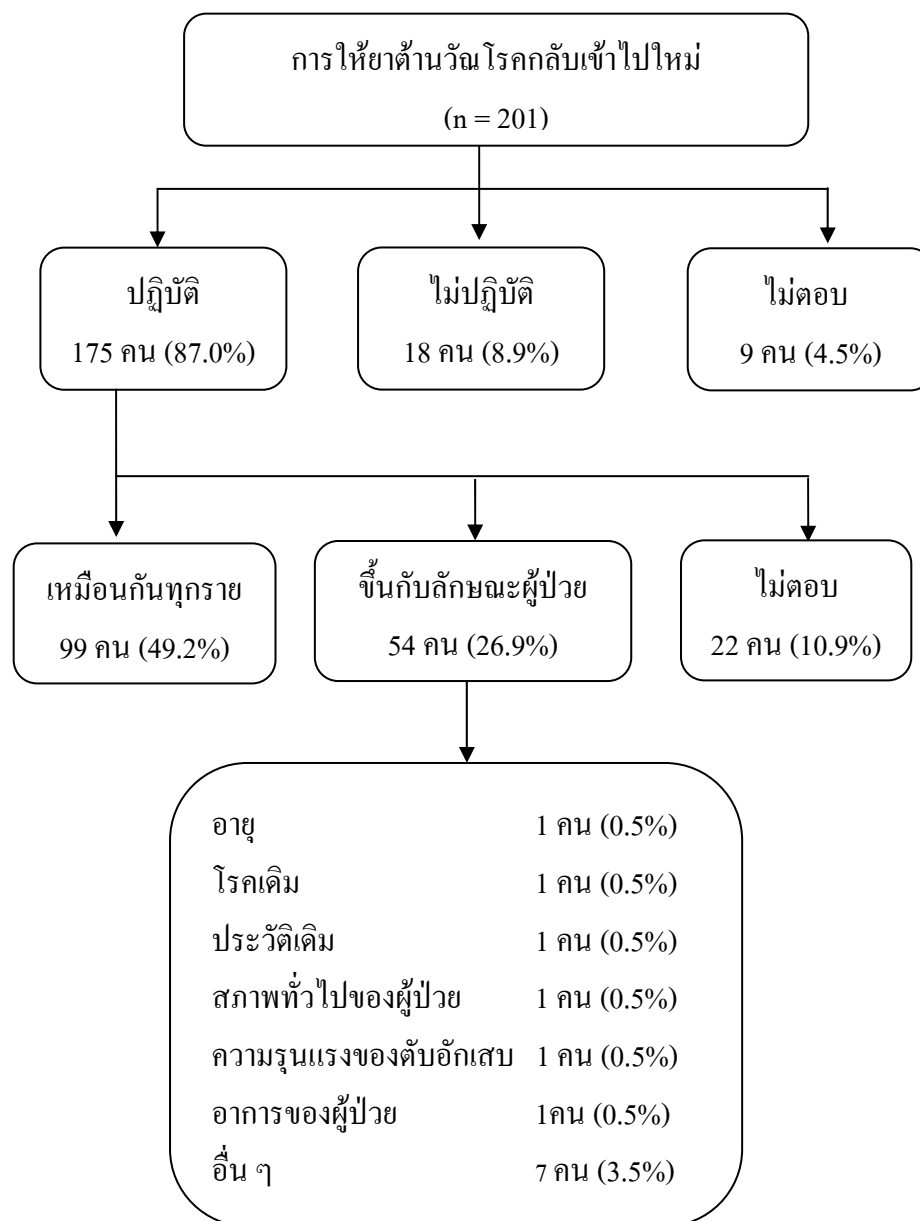 การให้ยาต้านวัณโรคกลับเข้าไปใหม่
(n = 201)
ปฏิบัติ
175 คน (87.0%)
ไม่ปฏิบัติ
18 คน (8.9%)
ไม่ตอบ
9 คน (4.5%)
เหมือนกันทุกราย
99 คน (49.2%)
ขึ้นกับลักษณะผู้ป่วย
54 คน (26.9%)
ไม่ตอบ
22 คน (10.9%)
อายุ 1 คน (0.5%)
โรคเดิม 1 คน (0.5%)
ประวัติเดิม 1 คน (0.5%)
สภาพทั่วไปของผู้ป่วย 1 คน (0.5%)
ความรุนแรงของตับอักเสบ 1 คน (0.5%)
อาการของผู้ป่วย 1คน (0.5%)
อื่น ๆ 7 คน (3.5%)